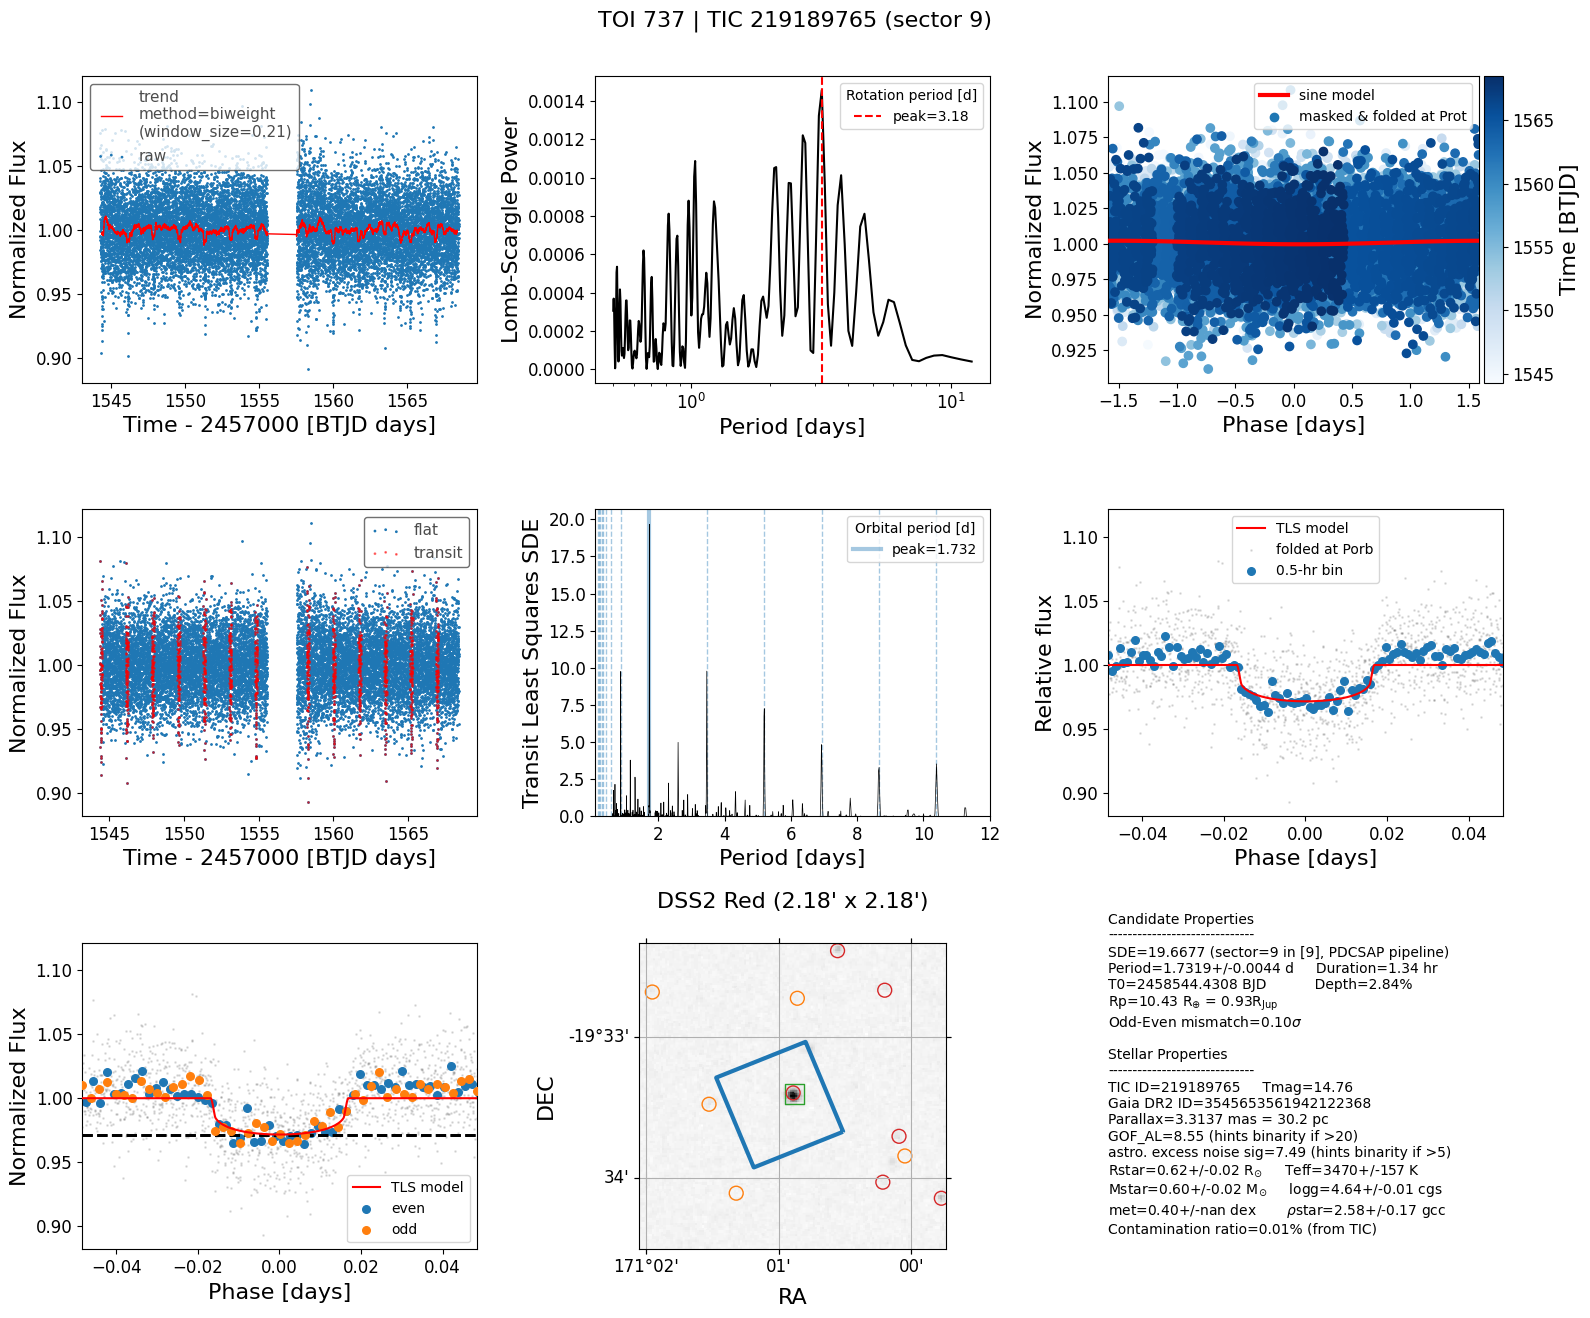 TOI 737 | TIC 219189765 (sector 9)
Normalized Flux
1.10
1.05
1.00
0.95
0.90
trend
method=biweight
(window_size=0.21)
raw
1545
1550
1555
1560
1565
Time - 2457000 [BTJD days]
Lomb-Scargle Power
0.0014
0.0012
0.0010
0.0008
0.0006
0.0004
0.0002
0.0000
Rotation period [d]
peak=3.18
10⁰
10¹
Period [days]
Normalized Flux
1.100
1.075
1.050
1.025
1.000
0.975
0.950
0.925
sine model
masked & folded at Prot
−1.5
−1.0
−0.5
0.0
0.5
1.0
1.5
Phase [days]
1565
1560
1555
1550
1545
Time [BTJD]
Normalized Flux
1.10
1.05
1.00
0.95
0.90
flat
transit
1545
1550
1555
1560
1565
Time - 2457000 [BTJD days]
Transit Least Squares SDE
20.0
17.5
15.0
12.5
10.0
7.5
5.0
2.5
0.0
Orbital period [d]
peak=1.732
2
4
6
8
10
12
Period [days]
Relative flux
1.10
1.05
1.00
0.95
0.90
TLS model
folded at Porb
0.5-hr bin
−0.04
−0.02
0.00
0.02
0.04
Phase [days]
Normalized Flux
1.10
1.05
1.00
0.95
0.90
TLS model
even
odd
−0.04
−0.02
0.00
0.02
0.04
Phase [days]
DSS2 Red (2.18' x 2.18')
DEC
-19°33'
34'
171°02'
01'
00'
RA
Candidate Properties
------------------------------
SDE=19.6677 (sector=9 in [9], PDCSAP pipeline)
Period=1.7319+/-0.0044 d Duration=1.34 hr
T0=2458544.4308 BJD Depth=2.84%
Rp=10.43 R⊕ = 0.93RJup
Odd-Even mismatch=0.10σ
Stellar Properties
------------------------------
TIC ID=219189765 Tmag=14.76
Gaia DR2 ID=3545653561942122368
Parallax=3.3137 mas = 30.2 pc
GOF_AL=8.55 (hints binarity if >20)
astro. excess noise sig=7.49 (hints binarity if >5)
Rstar=0.62+/-0.02 R⊙ Teff=3470+/-157 K
Mstar=0.60+/-0.02 M⊙ logg=4.64+/-0.01 cgs
met=0.40+/-nan dex ρstar=2.58+/-0.17 gcc
Contamination ratio=0.01% (from TIC)